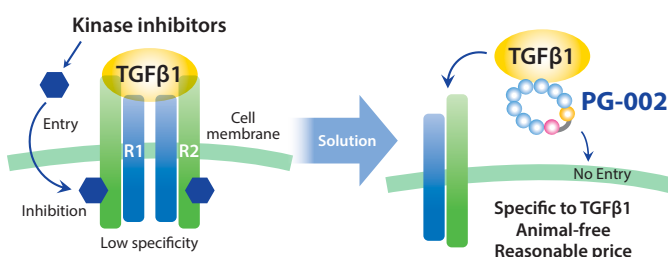 Kinase inhibitors
TGFβ1
Entry
Cell
membrane
R1
R2
Inhibition
Low specificity
Solution
TGFβ1
PG-002
No Entry
Specific to TGFβ1
Animal-free
Reasonable price